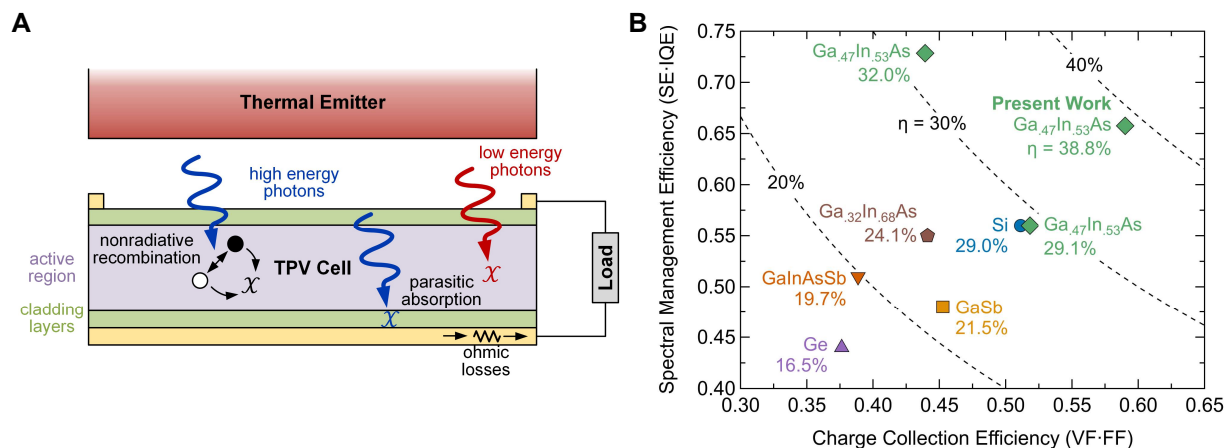 A
Thermal Emitter
high energy
photons
low energy
photons
nonradiative
recombination
TPV Cell
parasitic
absorption
active
region
cladding
layers
χ
χ
χ
Load
ohmic
losses
B
Spectral Management Efficiency (SE·IQE)
0.75
0.70
0.65
0.60
0.55
0.50
0.45
0.40
0.30
0.35
0.40
0.45
0.50
0.55
0.60
0.65
Charge Collection Efficiency (VF·FF)
Ga.47In.53As
32.0%
40%
Present Work
Ga.47In.53As
η = 38.8%
η = 30%
20%
Ga.32In.68As
24.1%
Si
29.0%
Ga.47In.53As
29.1%
GaInAsSb
19.7%
GaSb
21.5%
Ge
16.5%